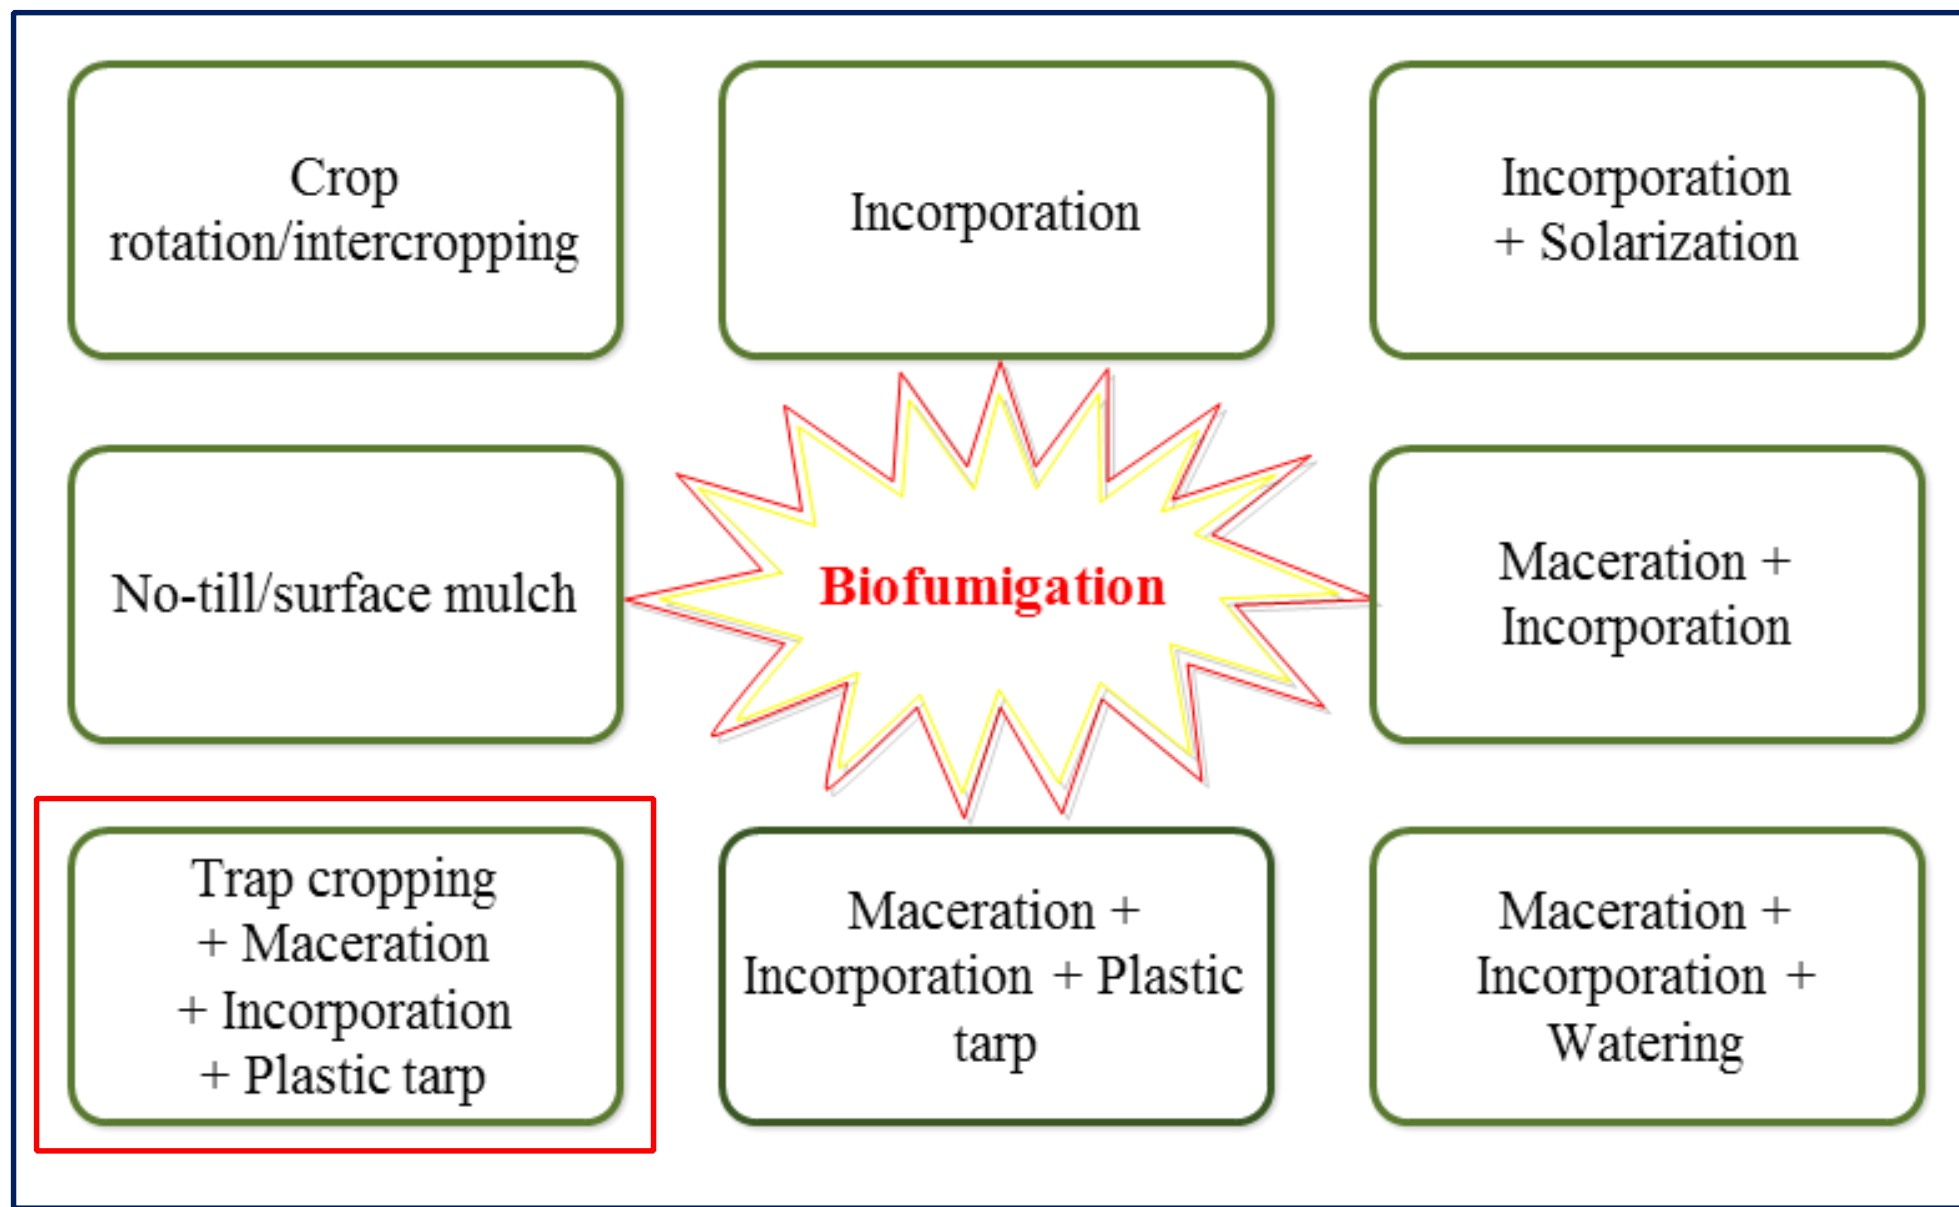 Crop
rotation/intercropping
Incorporation
Incorporation
+ Solarization
No-till/surface mulch
Biofumigation
Maceration +
Incorporation
Trap cropping
+ Maceration
+ Incorporation
+ Plastic tarp
Maceration +
Incorporation + Plastic
tarp
Maceration +
Incorporation +
Watering